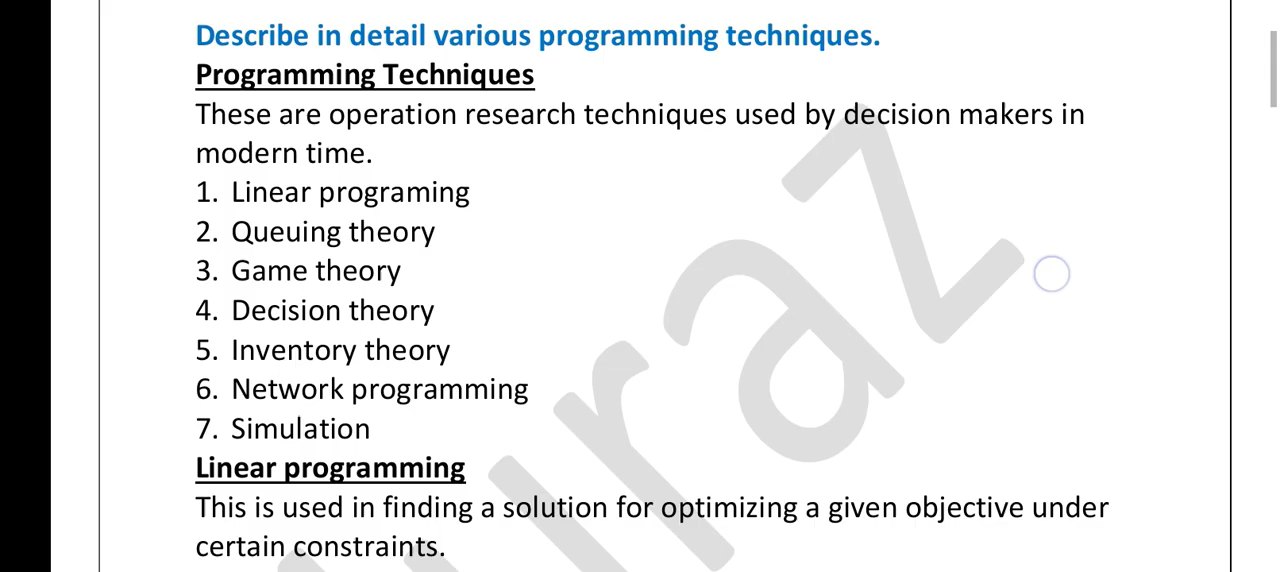 Describe in detail various programming techniques.
Programming Techniques
These are operation research techniques used by decision makers in
modern time.
1. Linear programing
2. Queuing theory
3. Game theory
4. Decision theory
5. Inventory theory
6. Network programming
7. Simulation
Linear programming
This is used in finding a solution for optimizing a given objective under
certain constraints.